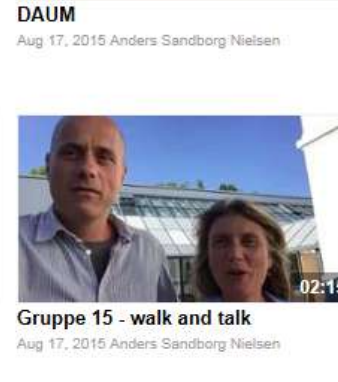 DAUM
Aug 17, 2015 Anders Sandborg Nielsen
02:15
Gruppe 15 - walk and talk
Aug 17, 2015 Anders Sandborg Nielsen